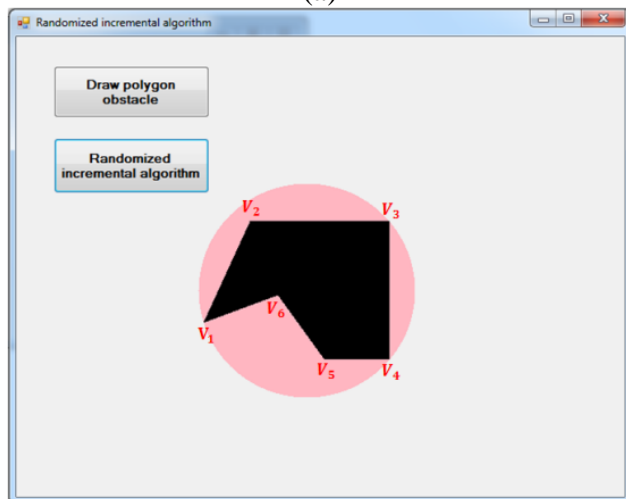 Randomized incremental algorithm
Draw polygon
obstacle
Randomized
incremental algorithm
V2
V3
V6
V1
V5
V4